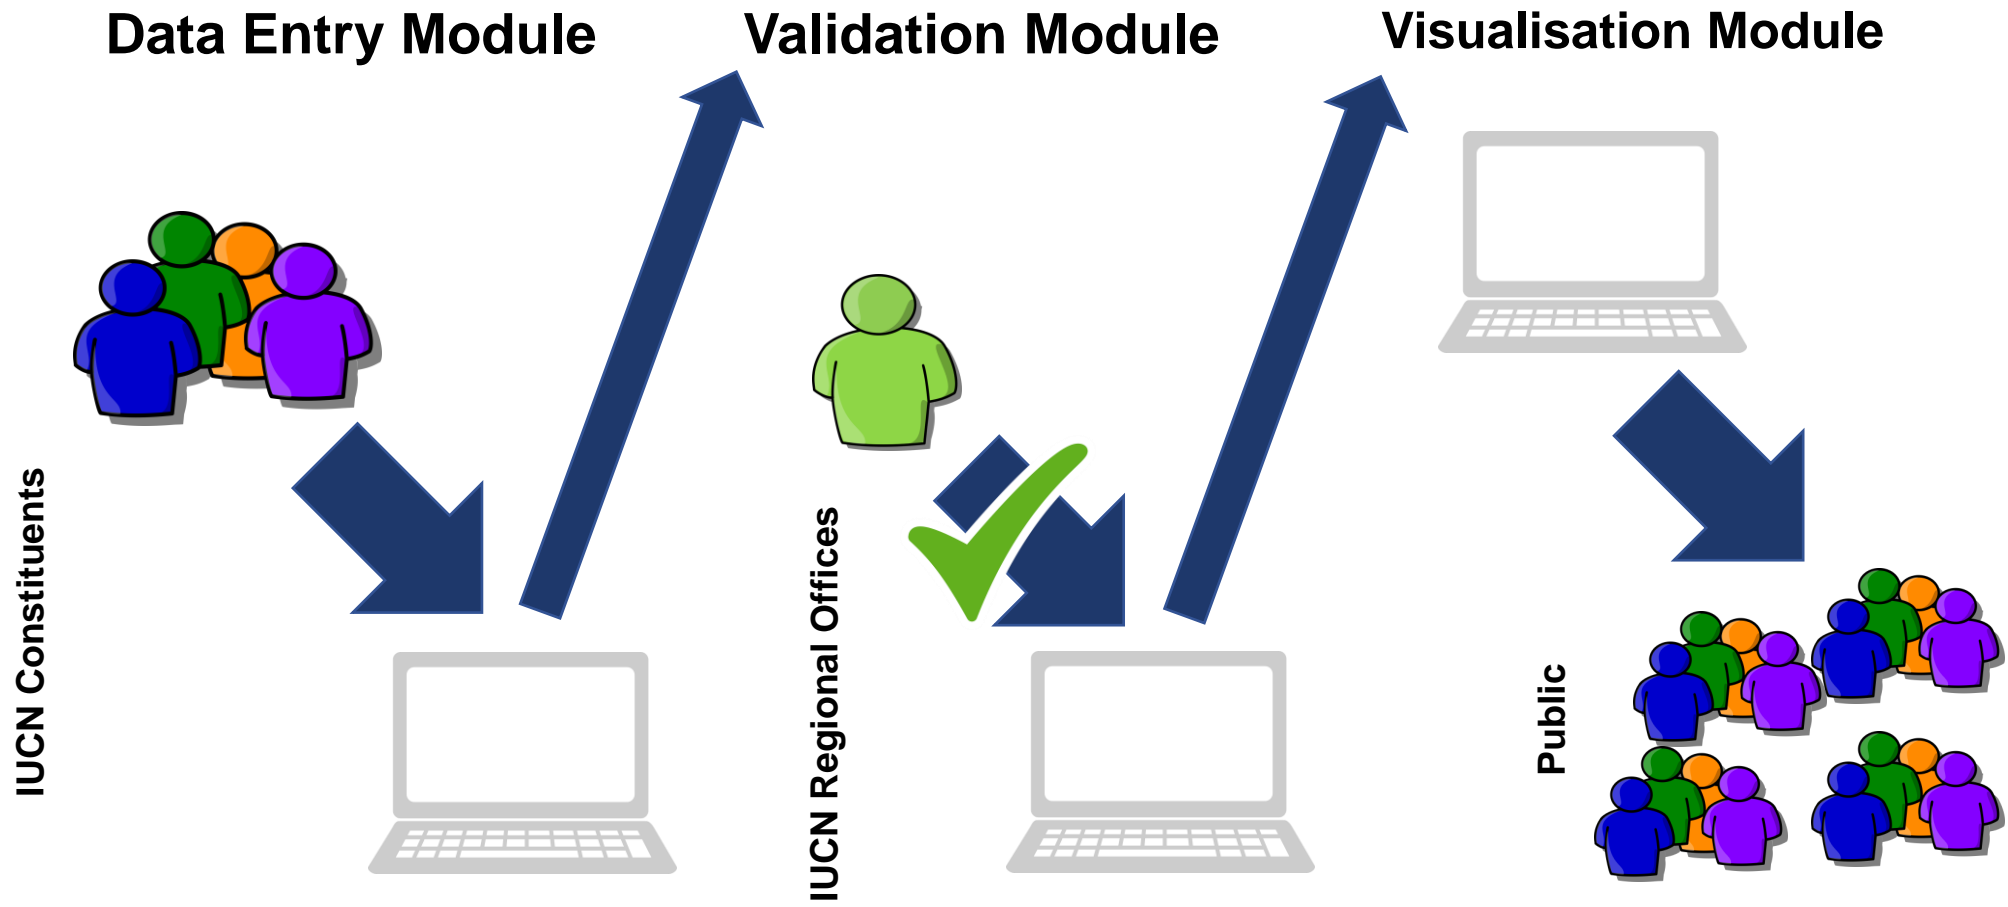 Data Entry Module
Validation Module
Visualisation Module
IUCN Constituents
IUCN Regional Offices
Public